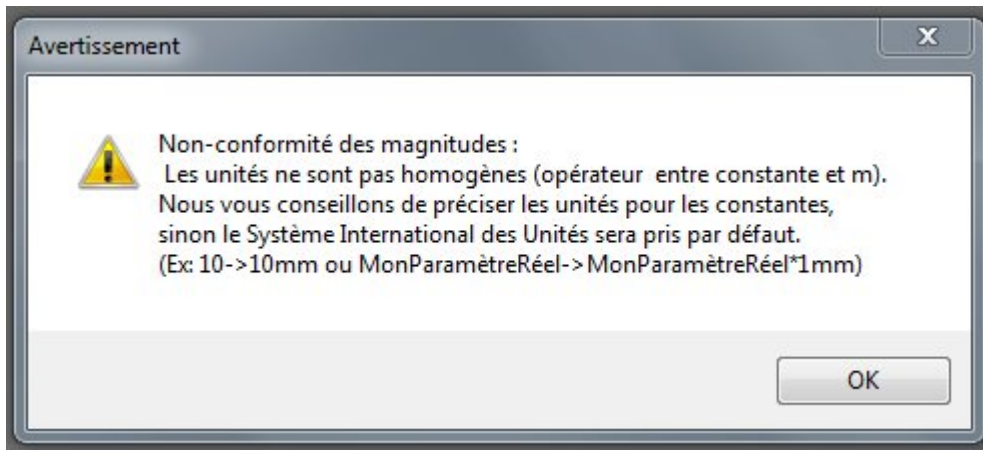 Avertissement
Non-conformité des magnitudes :
Les unités ne sont pas homogènes (opérateur  entre constante et m).
Nous vous conseillons de préciser les unités pour les constantes,
sinon le Système International des Unités sera pris par défaut.
(Ex: 10->10mm ou MonParamètreRéel->MonParamètreRéel*1mm)
OK